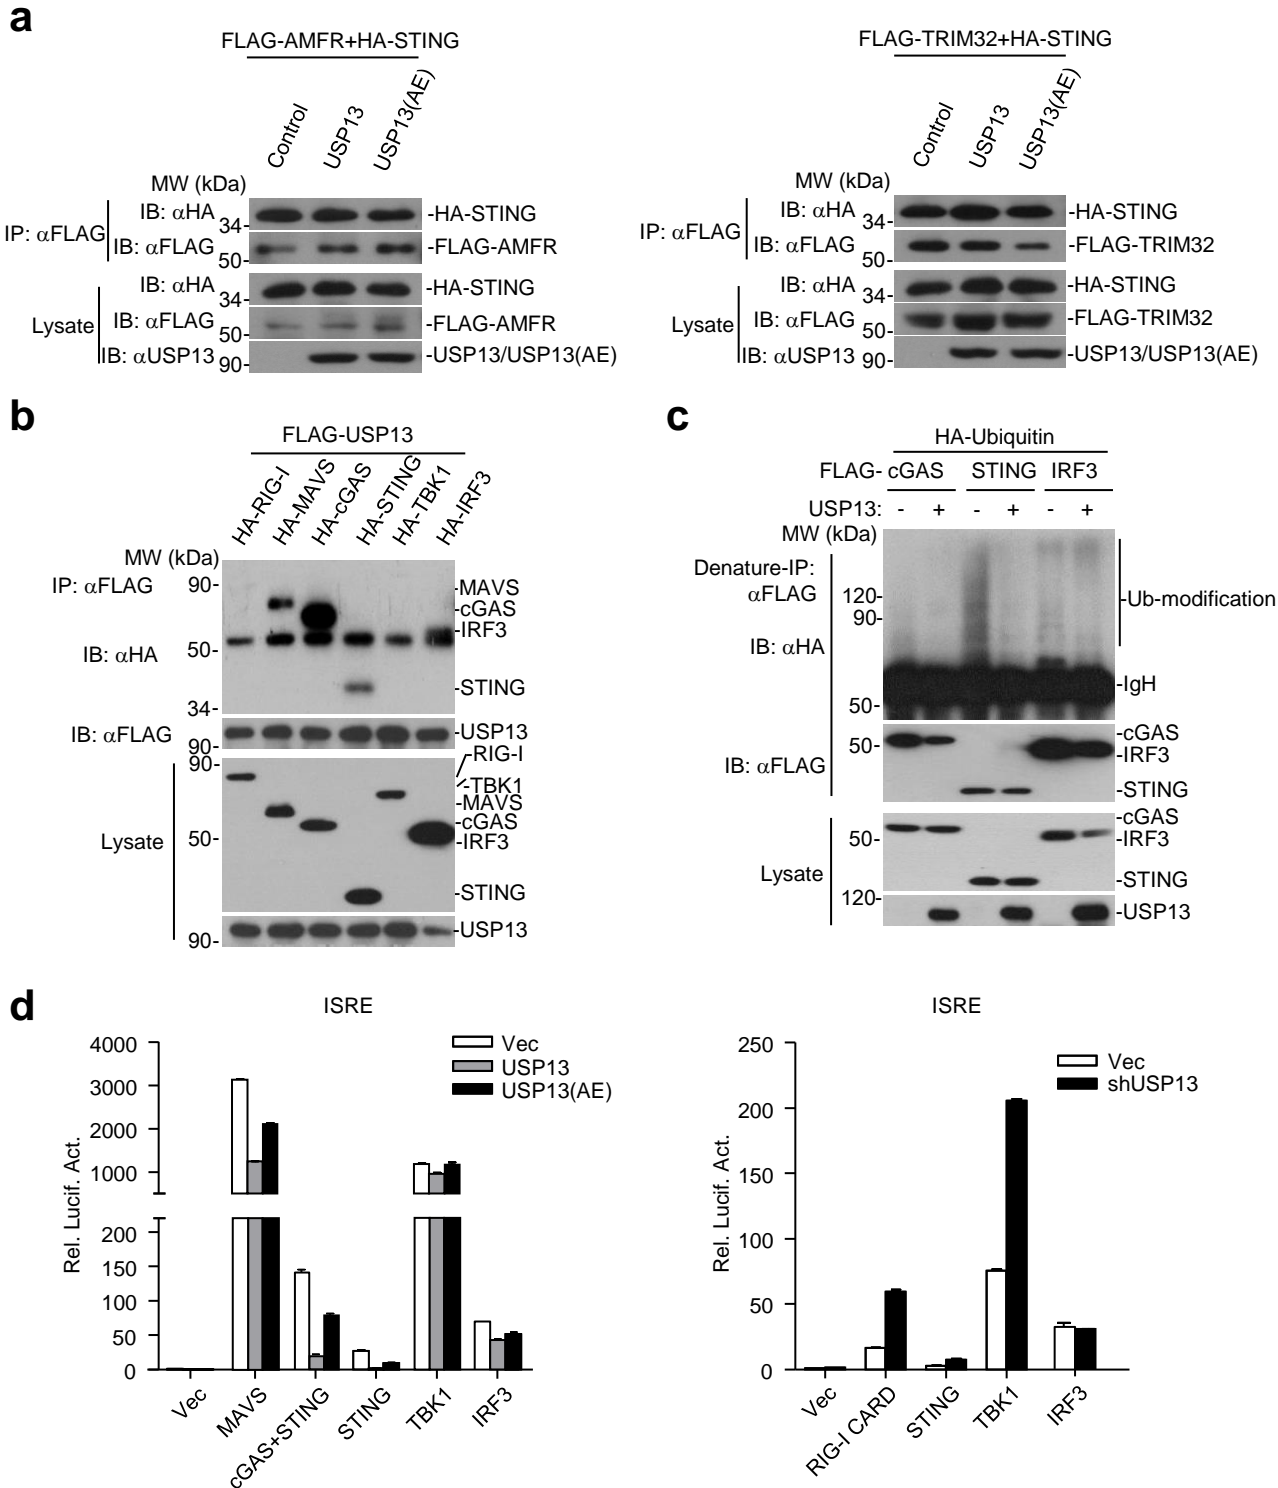 a
FLAG-AMFR+HA-STING
Control
USP13
USP13(AE)
MW (kDa)
IP: αFLAG
IB: αHA
34-
-HA-STING
IB: αFLAG
50-
-FLAG-AMFR
Lysate
IB: αHA
34-
-HA-STING
IB: αFLAG
50-
-FLAG-AMFR
IB: αUSP13
90-
-USP13/USP13(AE)
FLAG-TRIM32+HA-STING
Control
USP13
USP13(AE)
MW (kDa)
IP: αFLAG
IB: αHA
34-
-HA-STING
IB: αFLAG
50-
-FLAG-TRIM32
Lysate
IB: αHA
34-
-HA-STING
IB: αFLAG
50-
-FLAG-TRIM32
IB: αUSP13
90-
-USP13/USP13(AE)
b
FLAG-USP13
HA-RIG-I
HA-MAVS
HA-cGAS
HA-STING
HA-TBK1
HA-IRF3
MW (kDa)
IP: αFLAG
90-
-MAVS
-cGAS
-IRF3
50-
IB: αHA
-STING
34-
IB: αFLAG
-USP13
90-
-RIG-I
90-
-TBK1
-MAVS
-cGAS
50-
-IRF3
Lysate
-STING
-USP13
90-
c
HA-Ubiquitin
FLAG- cGAS STING IRF3
USP13: - + - + - +
MW (kDa)
Denature-IP:
αFLAG
120-
90-
-Ub-modification
IB: αHA
-IgH
50-
-cGAS
50-
-IRF3
IB: αFLAG
-STING
-cGAS
50-
-IRF3
Lysate
-STING
120-
-USP13
d
ISRE
Vec
USP13
USP13(AE)
Rel. Lucif. Act.
4000
3000
2000
1000
200
150
100
50
0
Vec
MAVS
cGAS+STING
STING
TBK1
IRF3
ISRE
Vec
shUSP13
Rel. Lucif. Act.
250
200
150
100
50
0
Vec
RIG-I CARD
STING
TBK1
IRF3